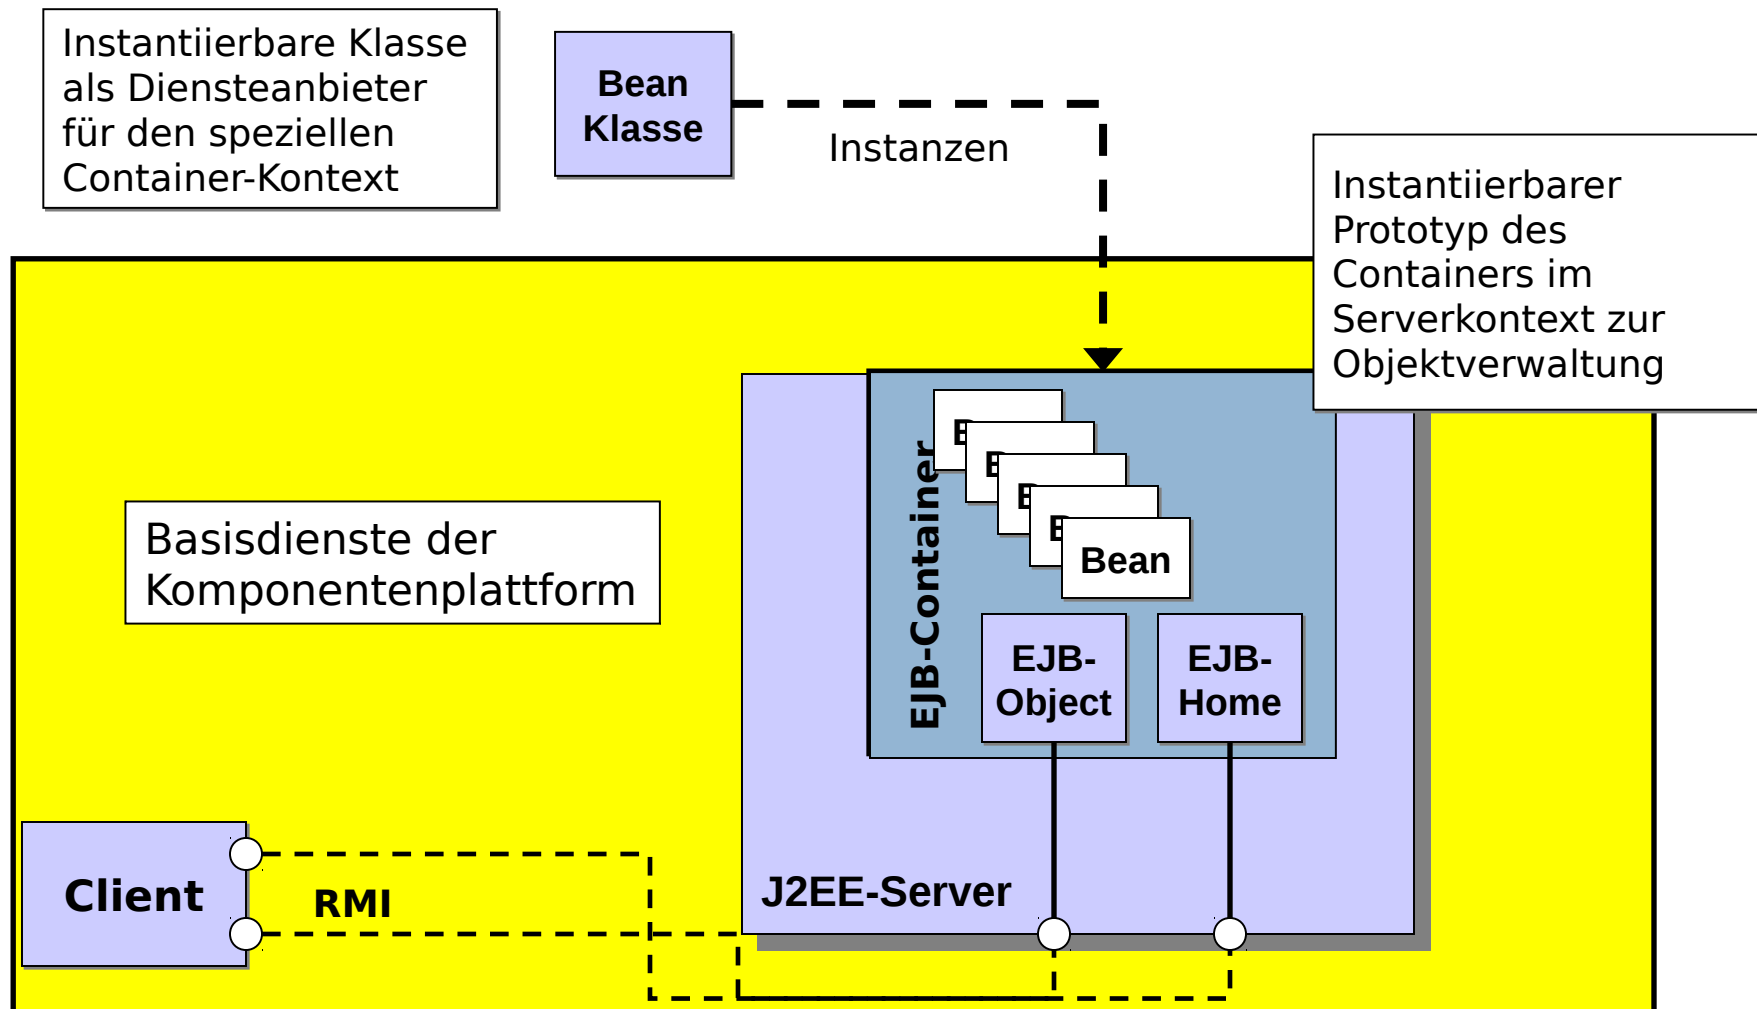 Instantiierbare Klasse
als Diensteanbieter
für den speziellen
Container-Kontext
Bean
Klasse
Instanzen
Instantiierbarer
Prototyp des
Containers im
Serverkontext zur
Objektverwaltung
Basisdienste der
Komponentenplattform
EJB-Container
B
B
B
B
Bean
EJB-
Object
EJB-
Home
J2EE-Server
Client
RMI